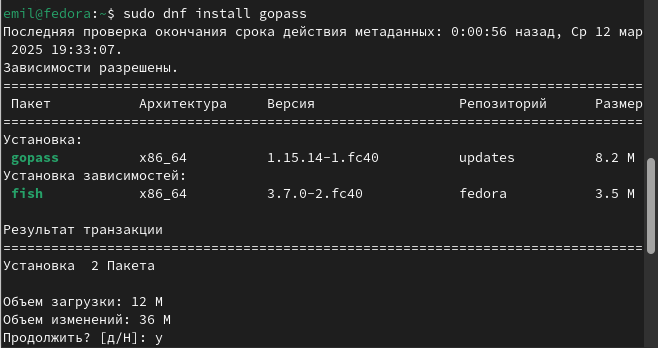 emil@fedora:~$ sudo dnf install gopass
Последняя проверка окончания срока действия метаданных: 0:00:56 назад, Ср 12 мар
2025 19:33:07.
Зависимости разрешены.
================================================================================
Пакет Архитектура Версия Репозиторий Размер
================================================================================
Установка:
gopass x86_64 1.15.14-1.fc40 updates 8.2 M
Установка зависимостей:
fish x86_64 3.7.0-2.fc40 fedora 3.5 M
Результат транзакции
================================================================================
Установка 2 Пакета
Объем загрузки: 12 M
Объем изменений: 36 M
Продолжить? [д/Н]: y